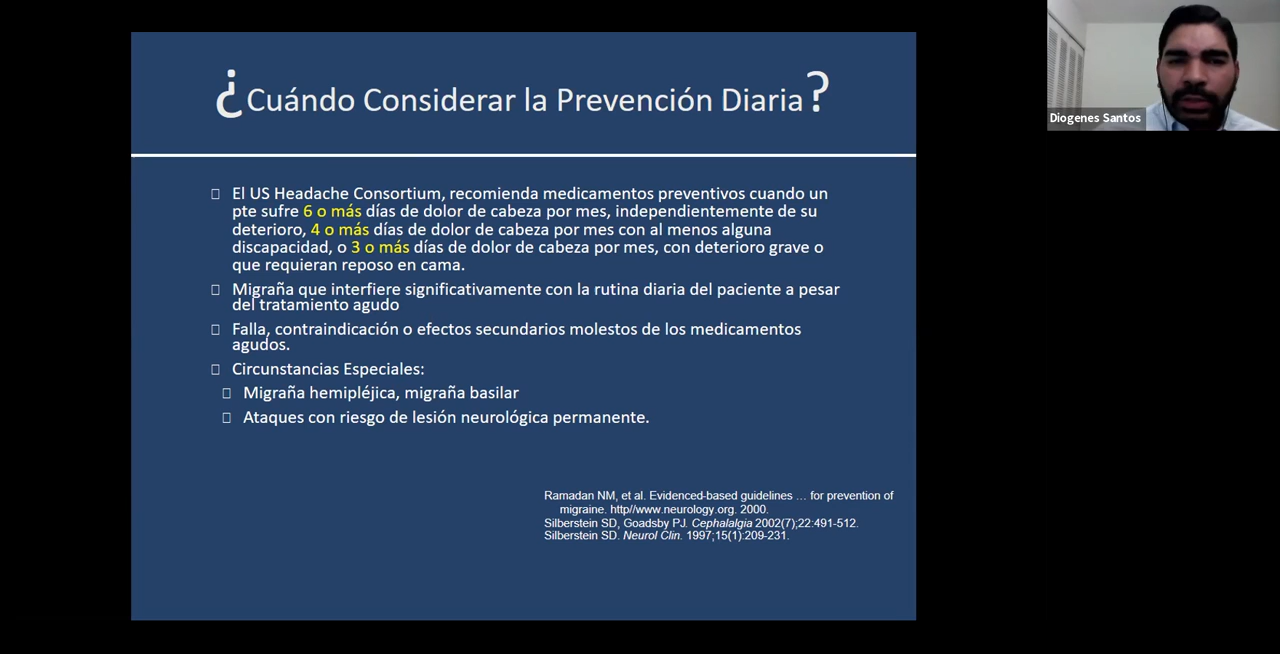 ¿Cuándo Considerar la Prevención Diaria?
El US Headache Consortium, recomienda medicamentos preventivos cuando un
pte sufre 6 o más días de dolor de cabeza por mes, independientemente de su
deterioro, 4 o más días de dolor de cabeza por mes con al menos alguna
discapacidad, o 3 o más días de dolor de cabeza por mes, con deterioro grave o
que requieran reposo en cama.
Migraña que interfiere significativamente con la rutina diaria del paciente a pesar
del tratamiento agudo
Falla, contraindicación o efectos secundarios molestos de los medicamentos
agudos.
Circunstancias Especiales:
Migraña hemipléjica, migraña basilar
Ataques con riesgo de lesión neurológica permanente.
Ramadan NM, et al. Evidenced-based guidelines … for prevention of
migraine. http//www.neurology.org. 2000.
Silberstein SD, Goadsby PJ. Cephalalgia 2002(7);22:491-512.
Silberstein SD. Neurol Clin. 1997;15(1):209-231.
Diogenes Santos